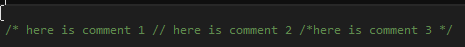 /* here is comment 1 // here is comment 2 /*here is comment 3 */